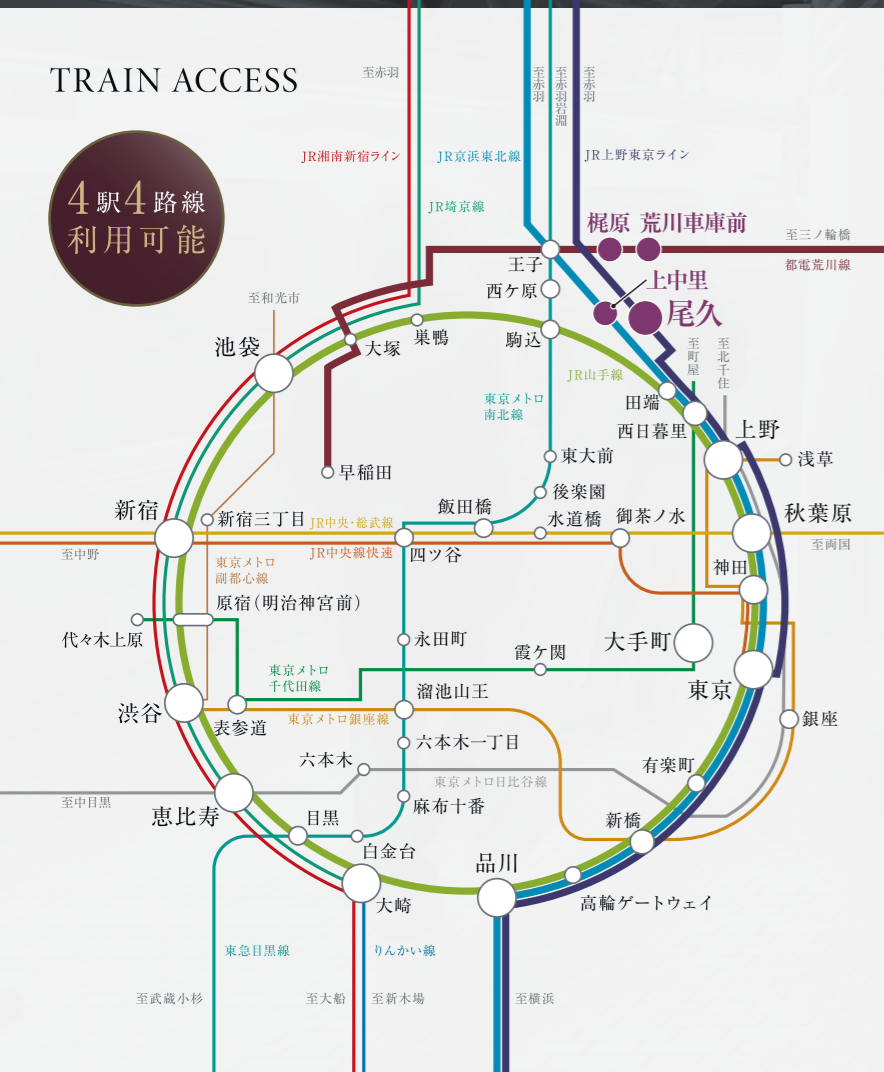 TRAIN ACCESS
4駅4路線
利用可能
至赤羽
至赤羽
至赤羽岩淵
至赤羽
JR湘南新宿ライン
JR京浜東北線
JR上野東京ライン
JR埼京線
梶原
荒川車庫前
至三ノ輪橋
都電荒川線
王子
上中里
尾久
西ケ原
至和光市
池袋
大塚
巣鴨
駒込
至町屋
至北千住
JR山手線
東京メトロ
南北線
田端
西日暮里
上野
浅草
早稲田
東大前
後楽園
新宿
新宿三丁目
JR中央・総武線
飯田橋
水道橋
御茶ノ水
秋葉原
至中野
JR中央線快速
四ツ谷
至両国
東京メトロ
副都心線
神田
原宿(明治神宮前)
代々木上原
永田町
霞ケ関
大手町
東京メトロ
千代田線
溜池山王
東京
渋谷
表参道
東京メトロ銀座線
銀座
六本木一丁目
六本木
東京メトロ日比谷線
有楽町
至中目黒
恵比寿
麻布十番
目黒
新橋
白金台
品川
大崎
高輪ゲートウェイ
東急目黒線
りんかい線
至武蔵小杉
至大船
至新木場
至横浜